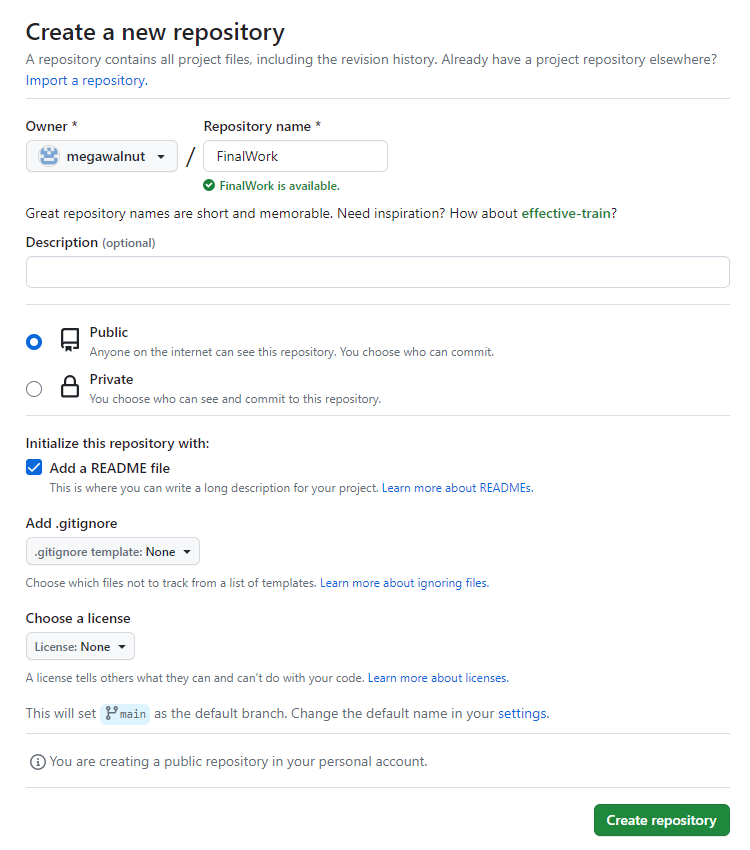 Create a new repository
A repository contains all project files, including the revision history. Already have a project repository elsewhere?
Import a repository.
Owner * Repository name *
megawalnut / FinalWork
FinalWork is available.
Great repository names are short and memorable. Need inspiration? How about effective-train?
Description (optional)
Public
Anyone on the internet can see this repository. You choose who can commit.
Private
You choose who can see and commit to this repository.
Initialize this repository with:
Add a README file
This is where you can write a long description for your project. Learn more about READMEs.
Add .gitignore
.gitignore template: None
Choose which files not to track from a list of templates. Learn more about ignoring files.
Choose a license
License: None
A license tells others what they can and can't do with your code. Learn more about licenses.
This will set main as the default branch. Change the default name in your settings.
You are creating a public repository in your personal account.
Create repository